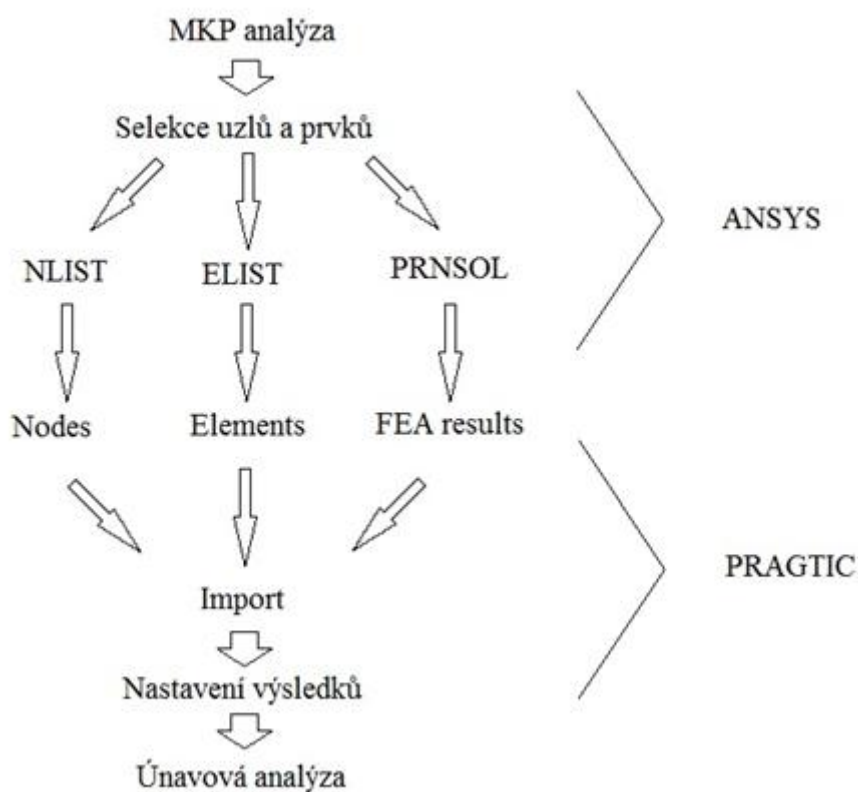 MKP analýza
Selekce uzlů a prvků
ANSYS
NLIST
ELIST
PRNSOL
Nodes
Elements
FEA results
PRAGTIC
Import
Nastavení výsledků
Únavová analýza